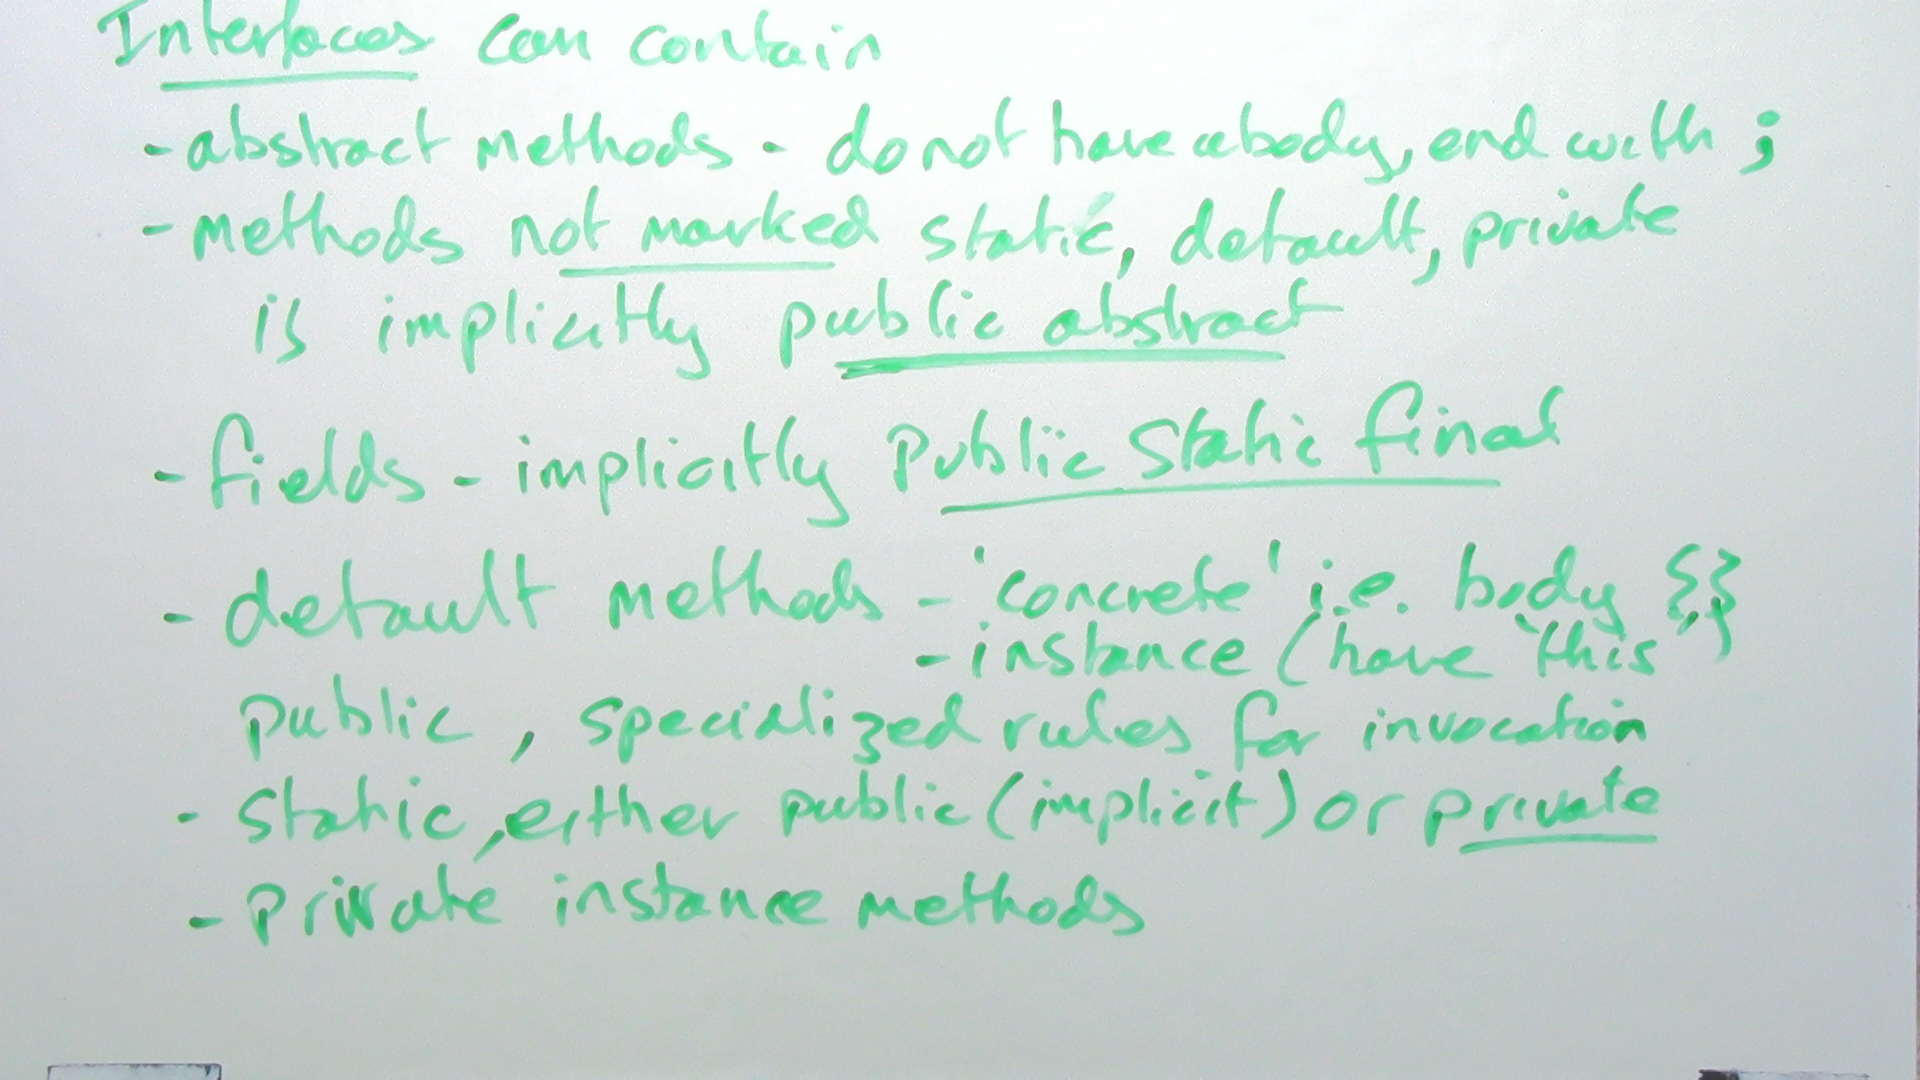 Interfaces can contain
- abstract methods - do not have a body, end with ;
- methods not marked static, default, private
is implicitly public abstract
- fields - implicitly Public Static final
- default methods - 'concrete' i.e. body {}
- instance (have "this")
public, specialized rules for invocation
- static, either public (implicit) or private
- private instance methods